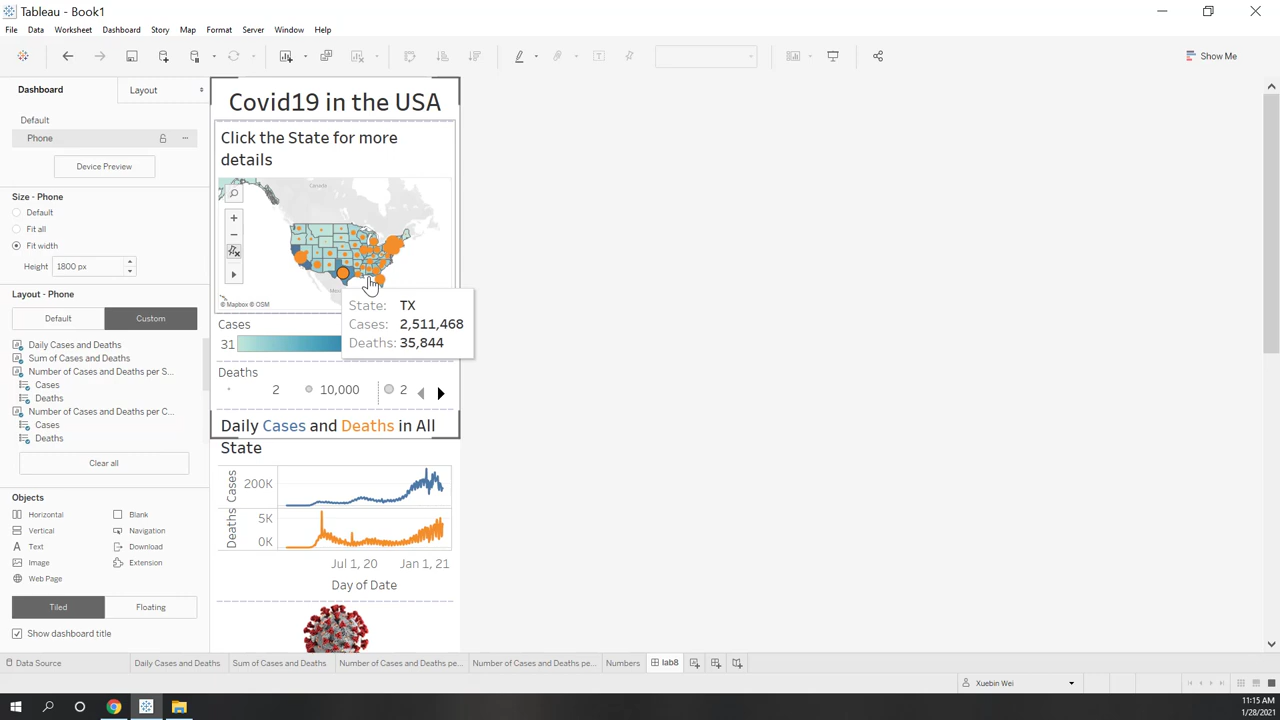 Tableau - Book1
File Data Worksheet Dashboard Story Map Format Server Window Help
Show Me
Dashboard
Layout
Default
Phone
Device Preview
Size - Phone
Default
Fit all
Fit width
Height 1800 px
Layout - Phone
Default Custom
Daily Cases and Deaths
Sum of Cases and Deaths
Number of Cases and Deaths per S...
Cases
Deaths
Number of Cases and Deaths per C...
Cases
Deaths
Clear all
Objects
Horizontal Blank
Vertical Navigation
Text Download
Image Extension
Web Page
Tiled Floating
Show dashboard title
Covid19 in the USA
Click the State for more
details
Canada
© Mapbox © OSM
State: TX
Cases: 2,511,468
Deaths: 35,844
Cases
31
Deaths
2 10,000 2
Daily Cases and Deaths in All
State
Cases
200K
Deaths
5K
0K
Jul 1, 20 Jan 1, 21
Day of Date
Data Source Daily Cases and Deaths Sum of Cases and Deaths Number of Cases and Deaths pe... Number of Cases and Deaths pe... Numbers lab8
Xuebin Wei
11:15 AM
1/28/2021